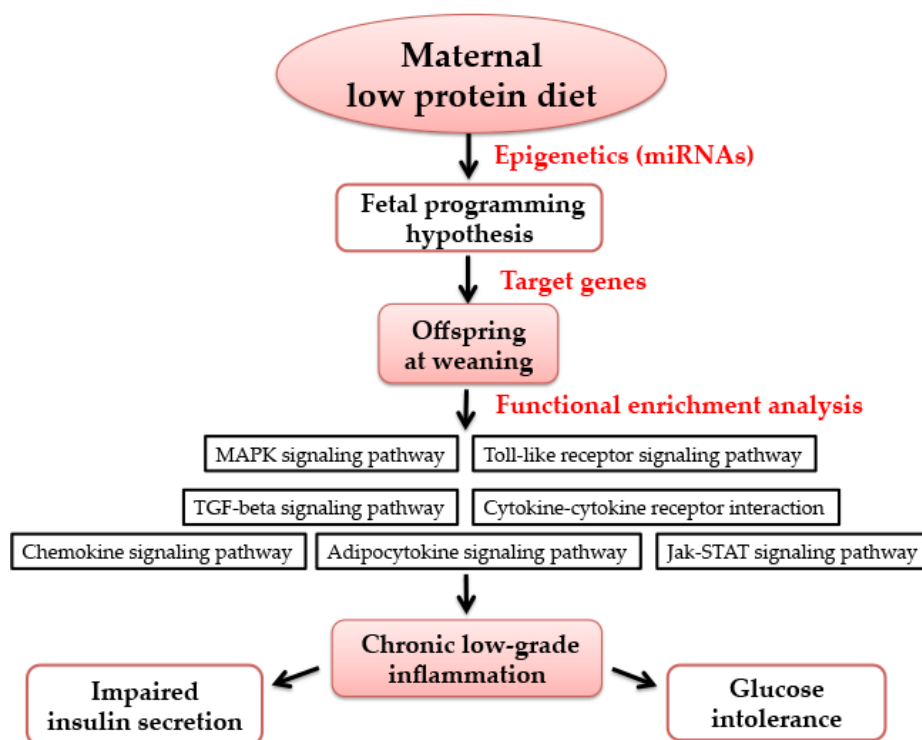 Maternal
low protein diet
Epigenetics (miRNAs)
Fetal programming
hypothesis
Target genes
Offspring
at weaning
Functional enrichment analysis
MAPK signaling pathway
Toll-like receptor signaling pathway
TGF-beta signaling pathway
Cytokine-cytokine receptor interaction
Chemokine signaling pathway
Adipocytokine signaling pathway
Jak-STAT signaling pathway
Chronic low-grade
inflammation
Impaired
insulin secretion
Glucose
intolerance